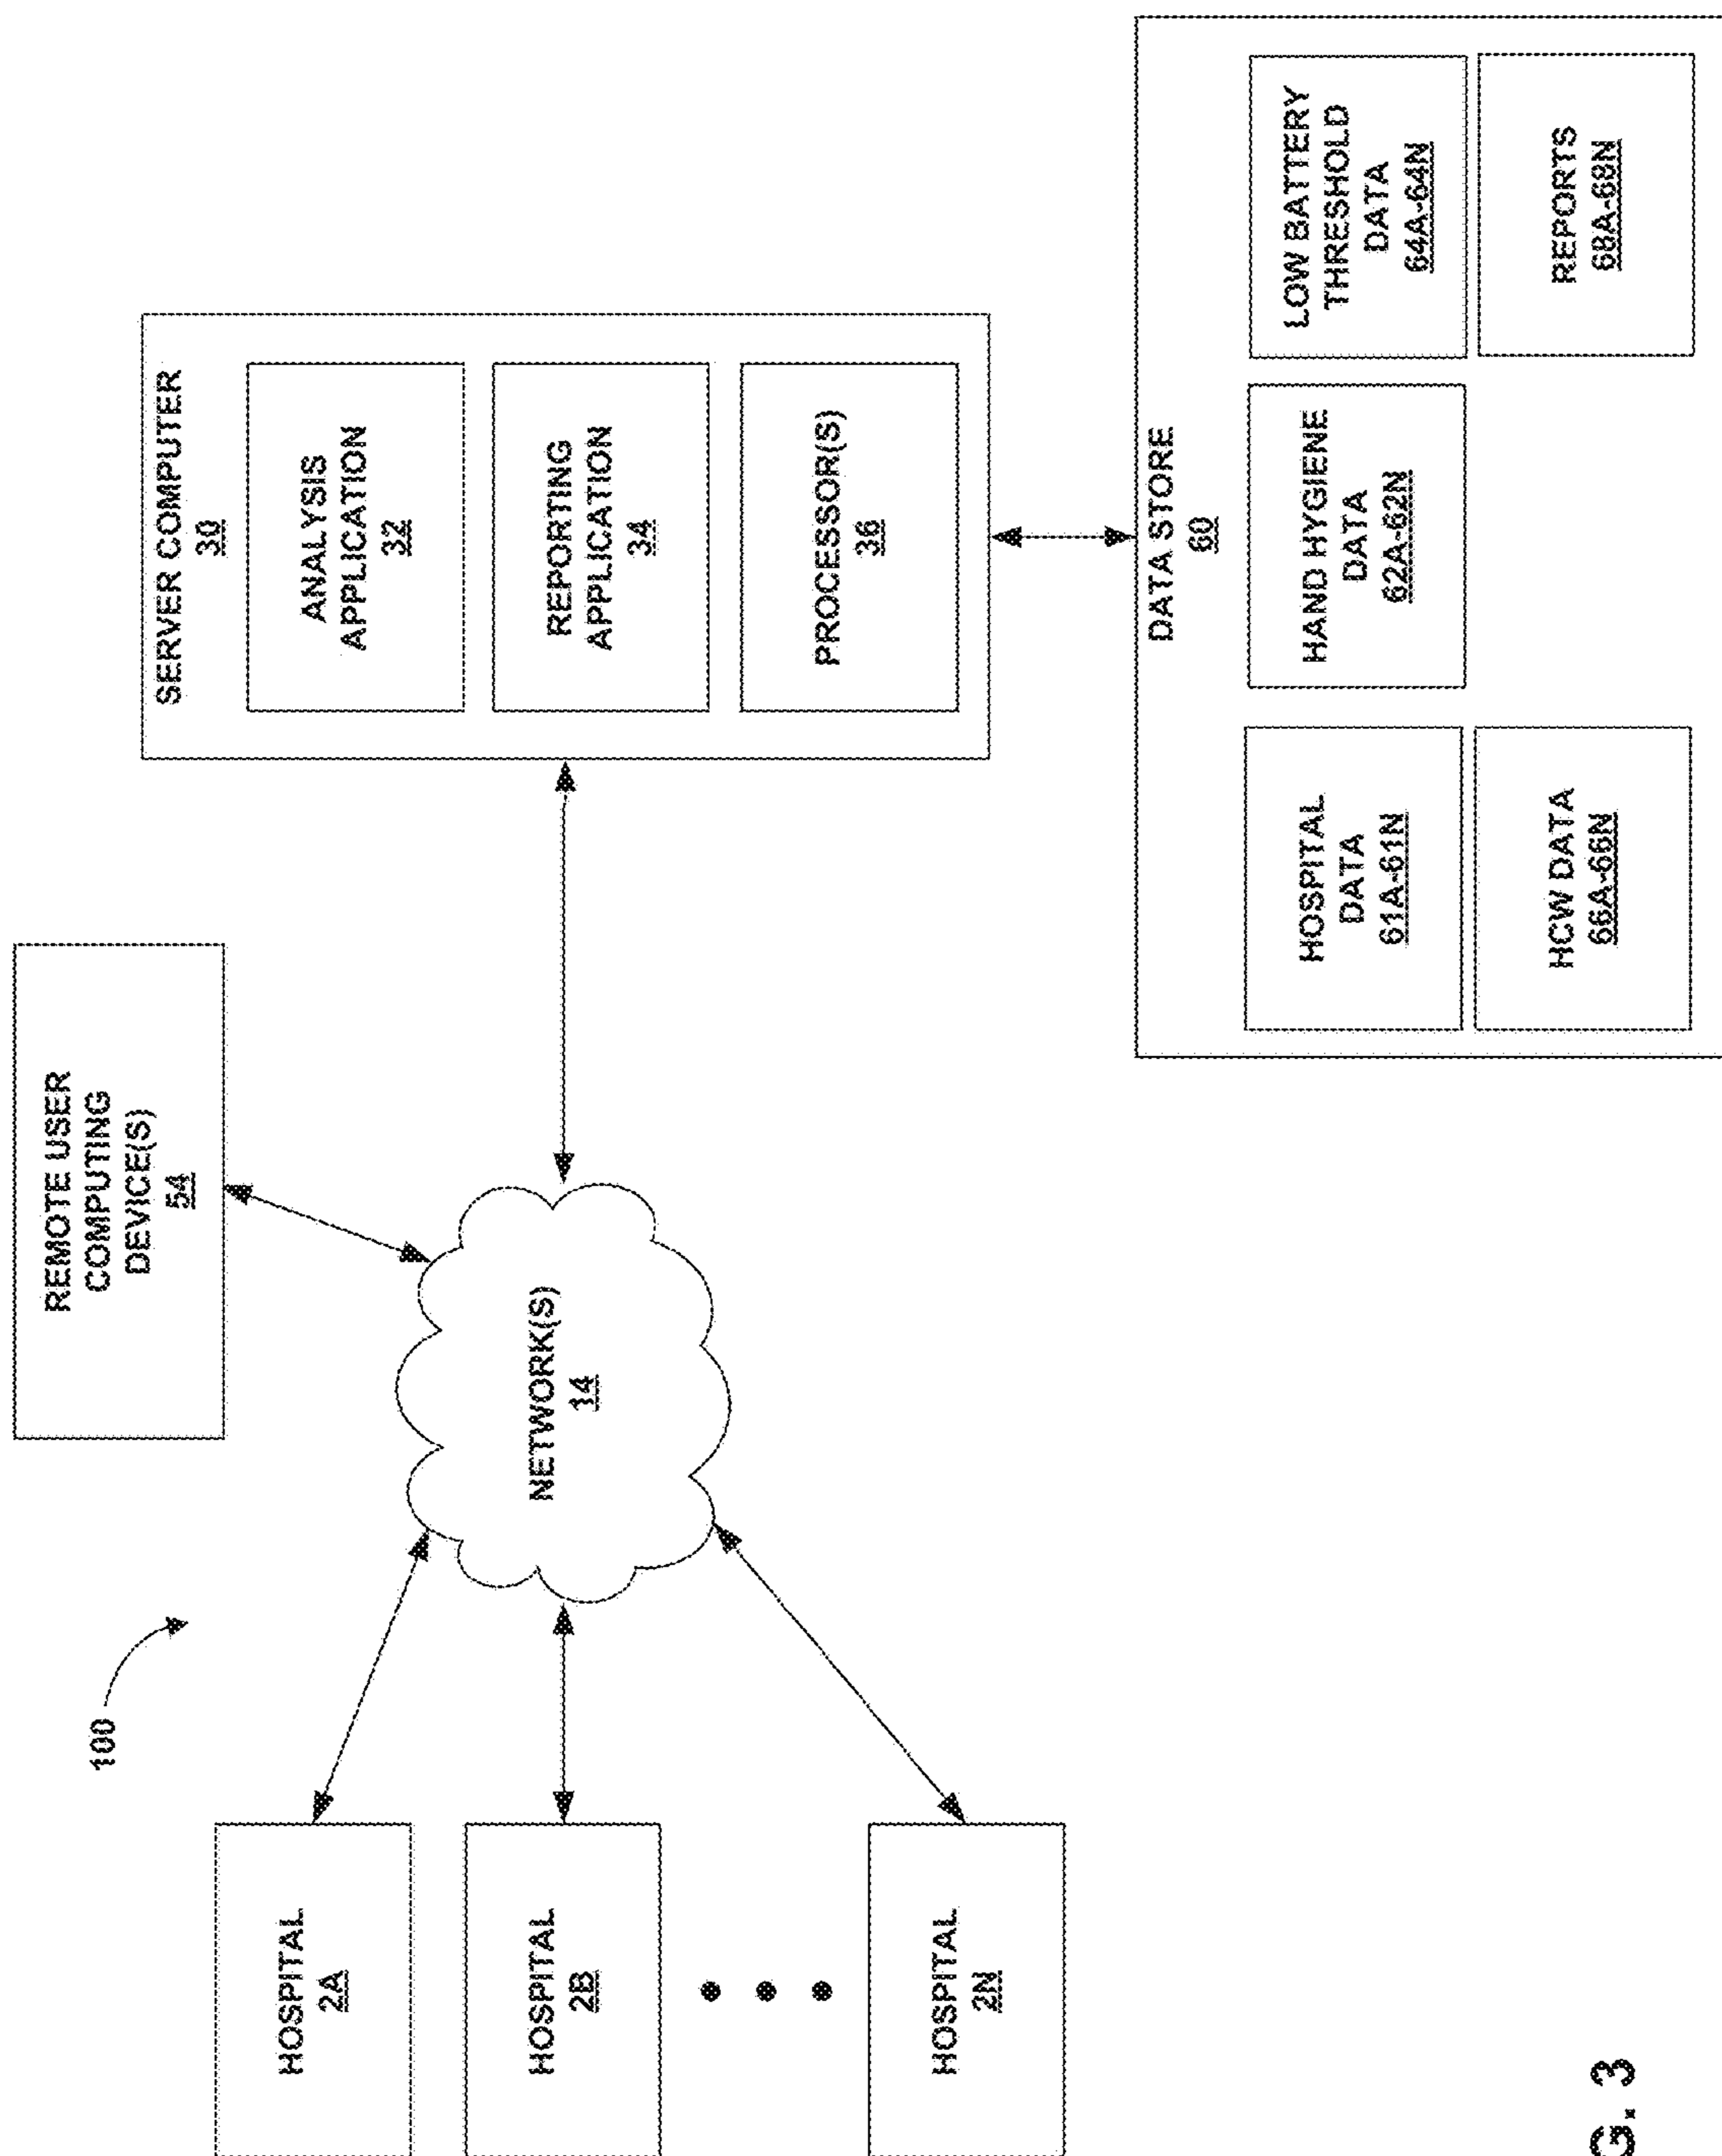 100
REMOTE USER
COMPUTING
DEVICE(S)
54
HOSPITAL
2A
HOSPITAL
2B
HOSPITAL
2N
NETWORK(S)
14
SERVER COMPUTER
30
ANALYSIS
APPLICATION
32
REPORTING
APPLICATION
34
PROCESSOR(S)
36
DATA STORE
60
HOSPITAL
DATA
61A-61N
HAND HYGIENE
DATA
62A-62N
LOW BATTERY
THRESHOLD
DATA
64A-64N
HCW DATA
66A-66N
REPORTS
68A-68N
G. 3